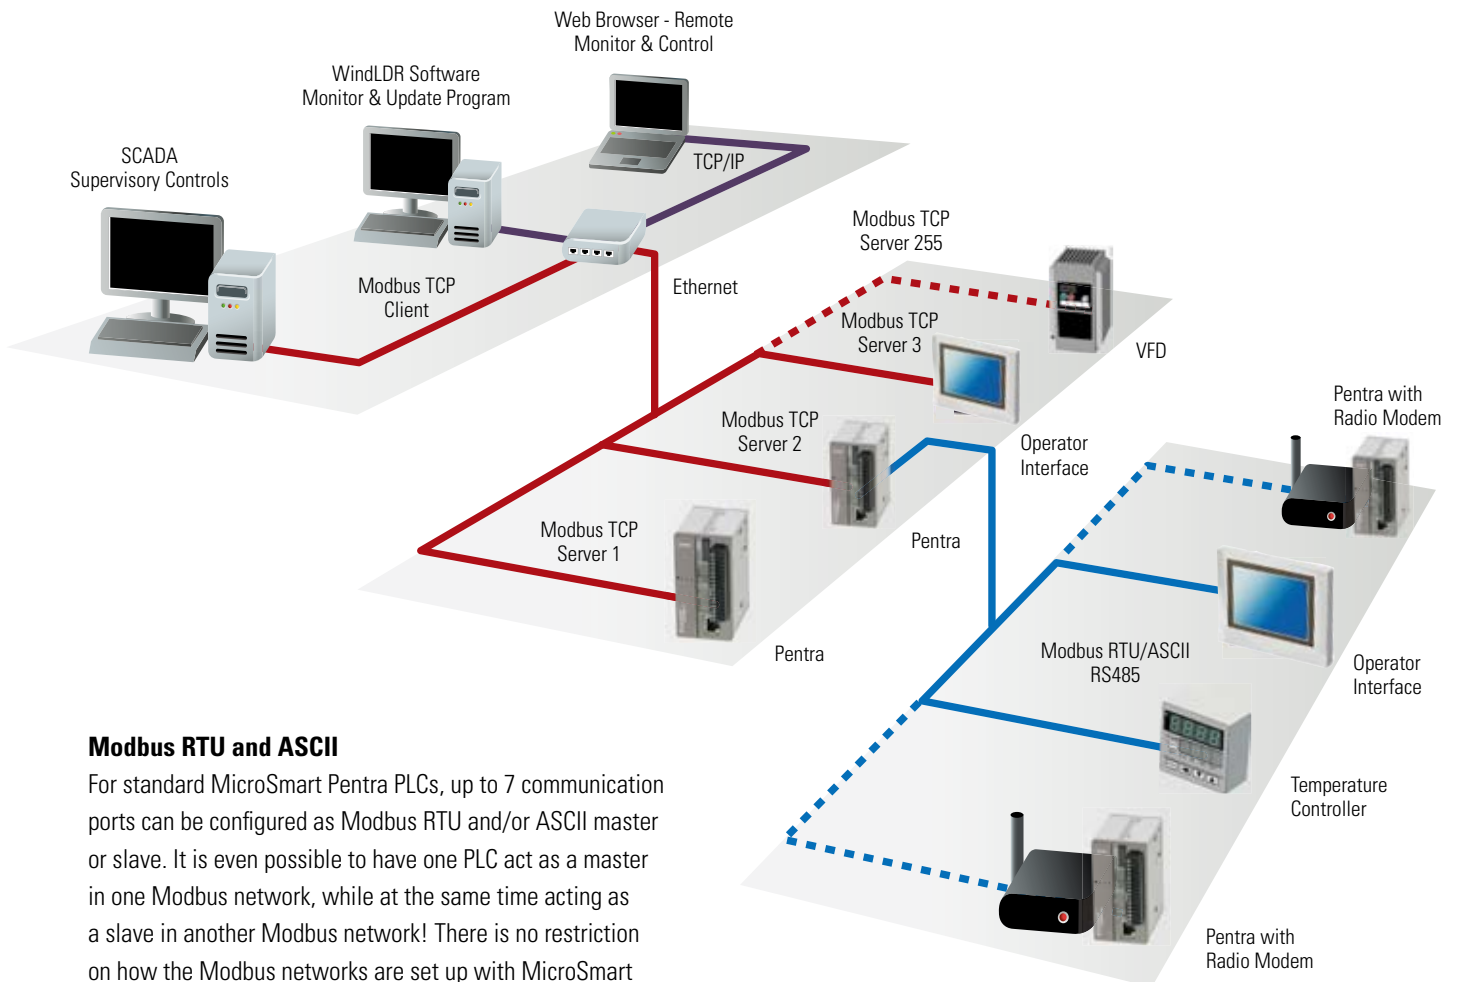 Web Browser - Remote
Monitor & Control
WindLDR Software
Monitor & Update Program
SCADA
Supervisory Controls
TCP/IP
Modbus TCP
Client
Ethernet
Modbus TCP
Server 255
VFD
Modbus TCP
Server 3
Operator
Interface
Modbus TCP
Server 2
Pentra
Modbus TCP
Server 1
Pentra
Pentra with
Radio Modem
Modbus RTU/ASCII
RS485
Operator
Interface
Temperature
Controller
Pentra with
Radio Modem
Modbus RTU and ASCII
For standard MicroSmart Pentra PLCs, up to 7 communication
ports can be configured as Modbus RTU and/or ASCII master
or slave. It is even possible to have one PLC act as a master
in one Modbus network, while at the same time acting as
a slave in another Modbus network! There is no restriction
on how the Modbus networks are set up with MicroSmart